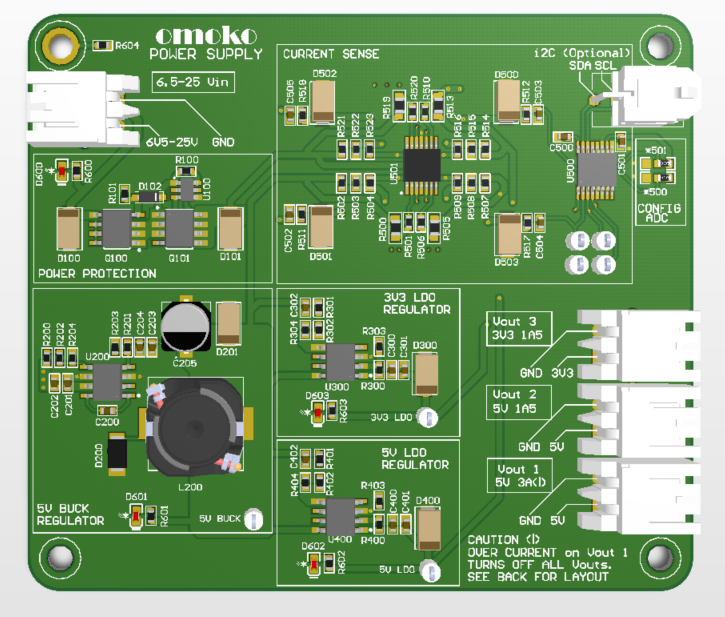 omoko
POWER SUPPLY
R604
6.5-25 Vin
6V5-25V
GND
D600
R600
R100
D102
U100
R101
D100
Q100
Q101
D101
POWER PROTECTION
CURRENT SENSE
i2C (Optional)
SDA SCL
C505
R518
D502
R519
R520
R510
R513
D500
R512
C503
R521
R522
R523
R516
R515
R514
U501
C500
U500
C501
*501
*500
CONFIG
ADC
R502
R503
R504
R509
R508
R507
C502
R511
D501
R500
R501
R506
R505
D503
R517
C504
R200
R202
R204
R203
R201
C204
C203
U200
C205
D201
C202
C201
C200
D200
L200
D601
R601
5V BUCK
5V BUCK
REGULATOR
3V3 LDO
REGULATOR
C302
R301
R304
R302
R303
C300
C301
D300
U300
R300
D603
R603
3V3 LDO
5V LDO
REGULATOR
C402
R401
R404
R402
R403
C400
C401
D400
U400
R400
D602
R602
5V LDO
Vout 3
3V3 1A5
GND 3V3
Vout 2
5V 1A5
GND 5V
Vout 1
5V 3A(!)
GND 5V
CAUTION (!)
OVER CURRENT on Vout 1
TURNS OFF ALL Vouts.
SEE BACK FOR LAYOUT